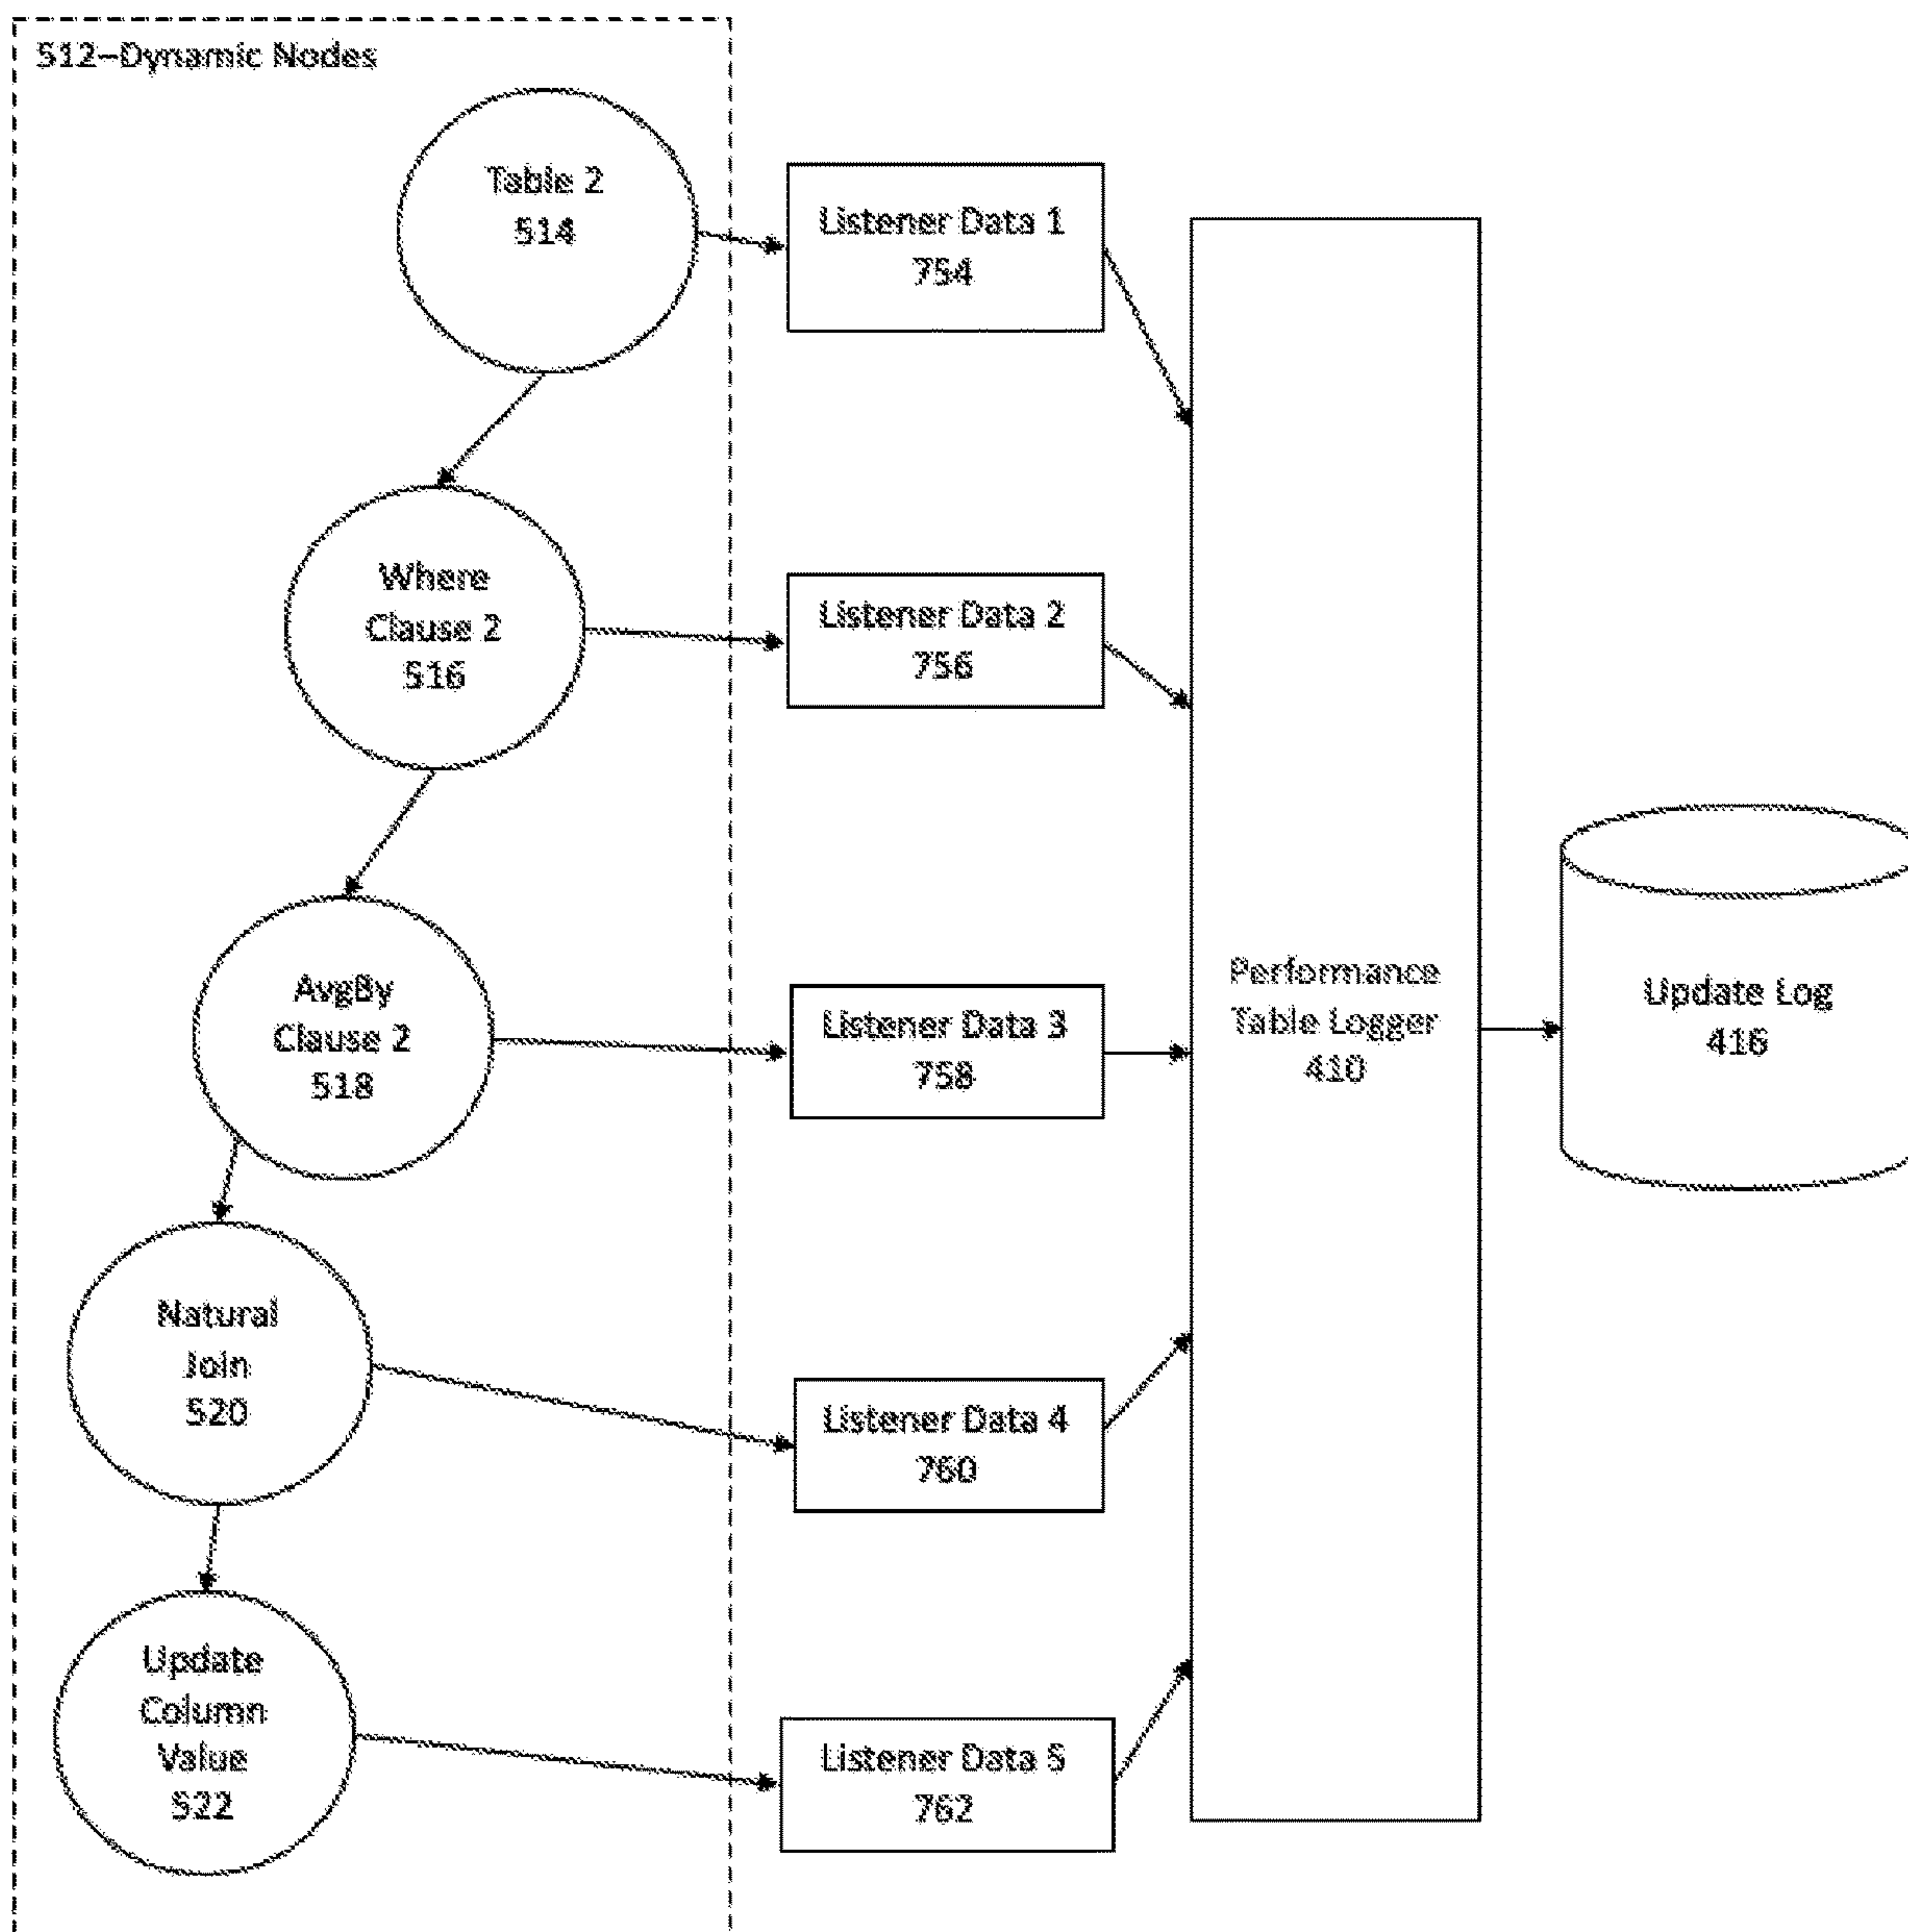 512–Dynamic Nodes
Table 2
514
Listener Data 1
754
Where
Clause 2
516
Listener Data 2
756
AvgBy
Clause 2
518
Listener Data 3
758
Performance
Table Logger
410
Update Log
416
Natural
Join
520
Listener Data 4
760
Update
Column
Value
522
Listener Data 5
762